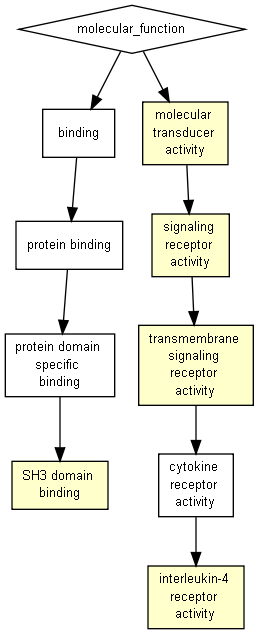 molecular_function
binding
molecular
transducer
activity
protein binding
signaling
receptor
activity
protein domain
specific
binding
transmembrane
signaling
receptor
activity
SH3 domain
binding
cytokine
receptor
activity
interleukin-4
receptor
activity